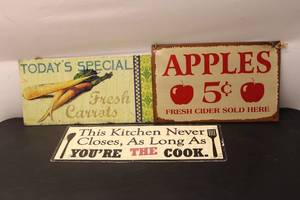 TODAY'S SPECIAL
Fresh
Carrots
APPLES
5¢
FRESH CIDER SOLD HERE
This Kitchen Never
Closes, As Long As
YOU'RE THE COOK.